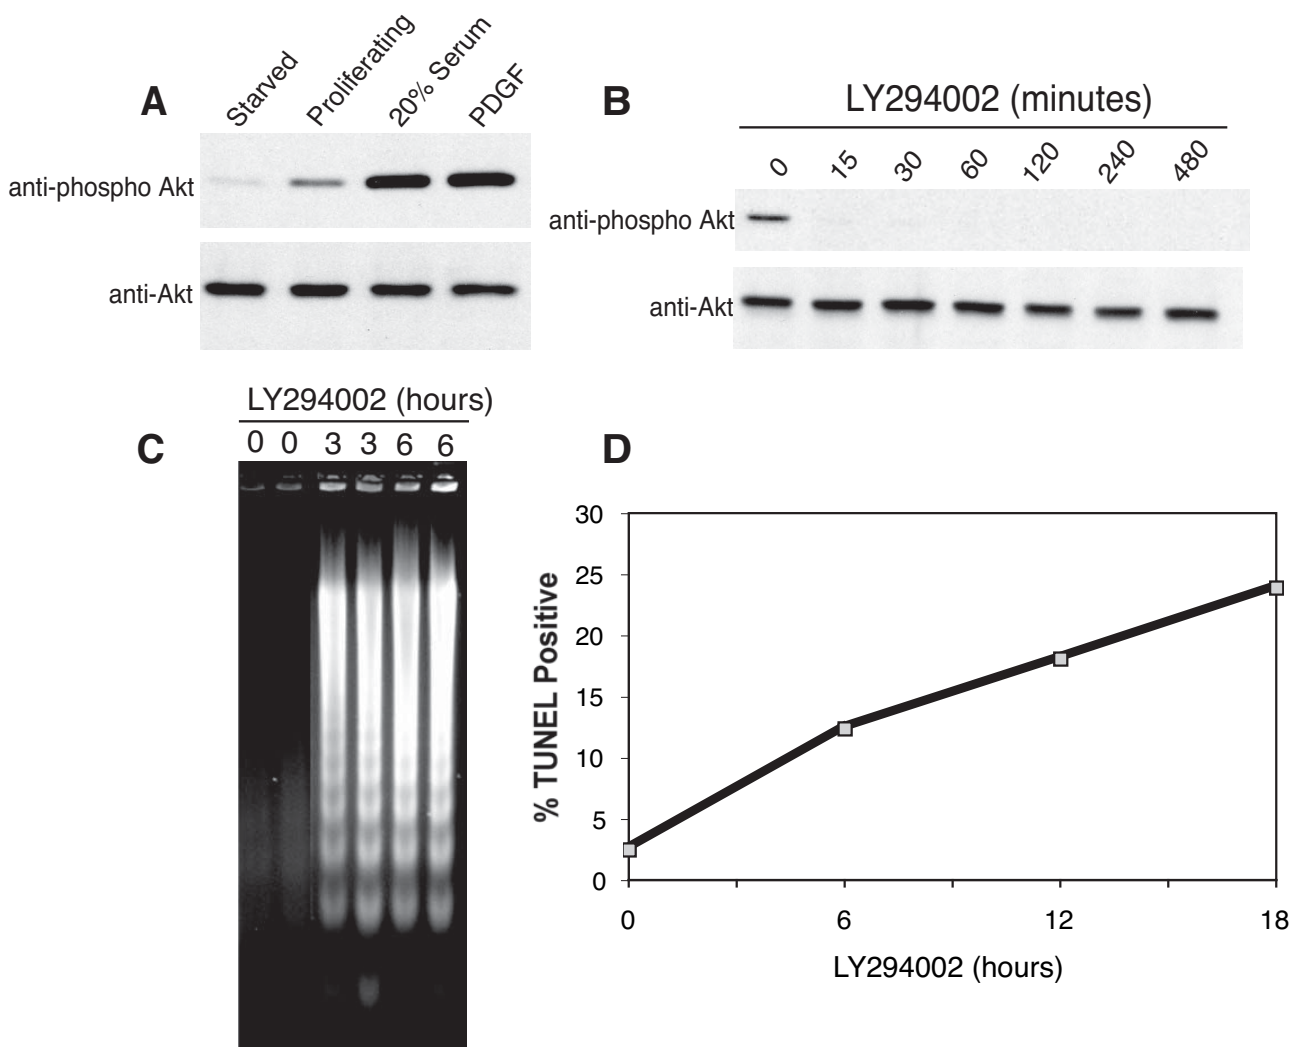 A
Starved
Proliferating
20% Serum
PDGF
anti-phospho Akt
anti-Akt
B
LY294002 (minutes)
0 15 30 60 120 240 480
anti-phospho Akt
anti-Akt
C
LY294002 (hours)
0 0 3 3 6 6
D
% TUNEL Positive
30
25
20
15
10
5
0
0 6 12 18
LY294002 (hours)